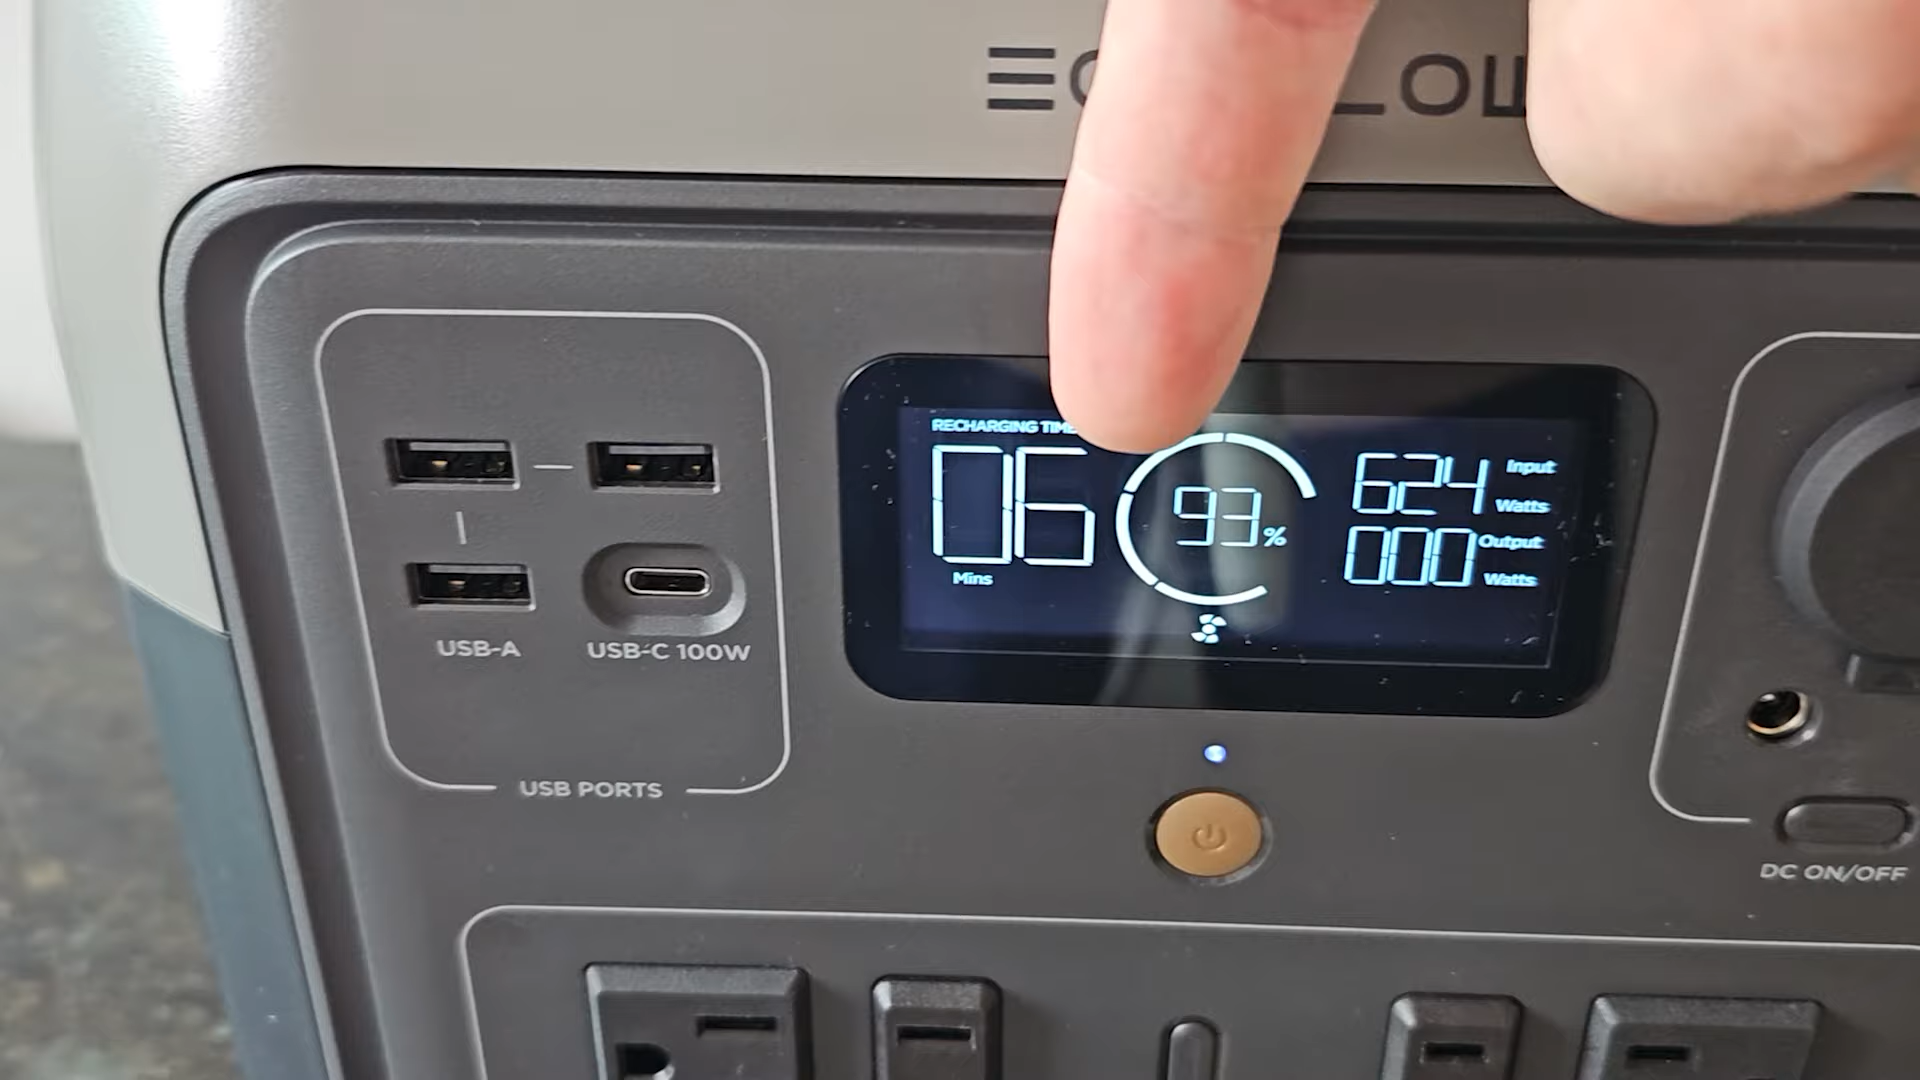 RECHARGING TIME
06
Mins
93%
624 Input
Watts
000 Output
Watts
USB-A
USB-C 100W
USB PORTS
DC ON/OFF